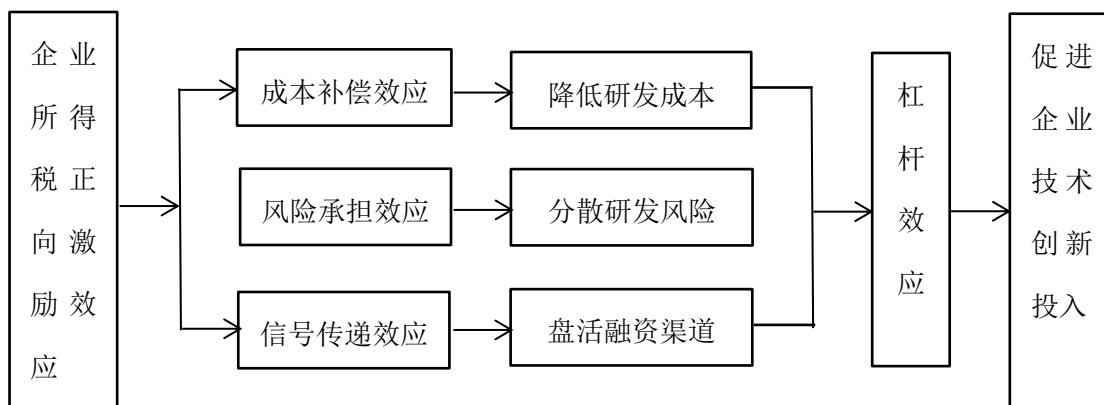 企业
所得
税正
向激
励效
应
成本补偿效应
降低研发成本
风险承担效应
分散研发风险
信号传递效应
盘活融资渠道
杠
杆
效
应
促进
企业
技术
创新
投入